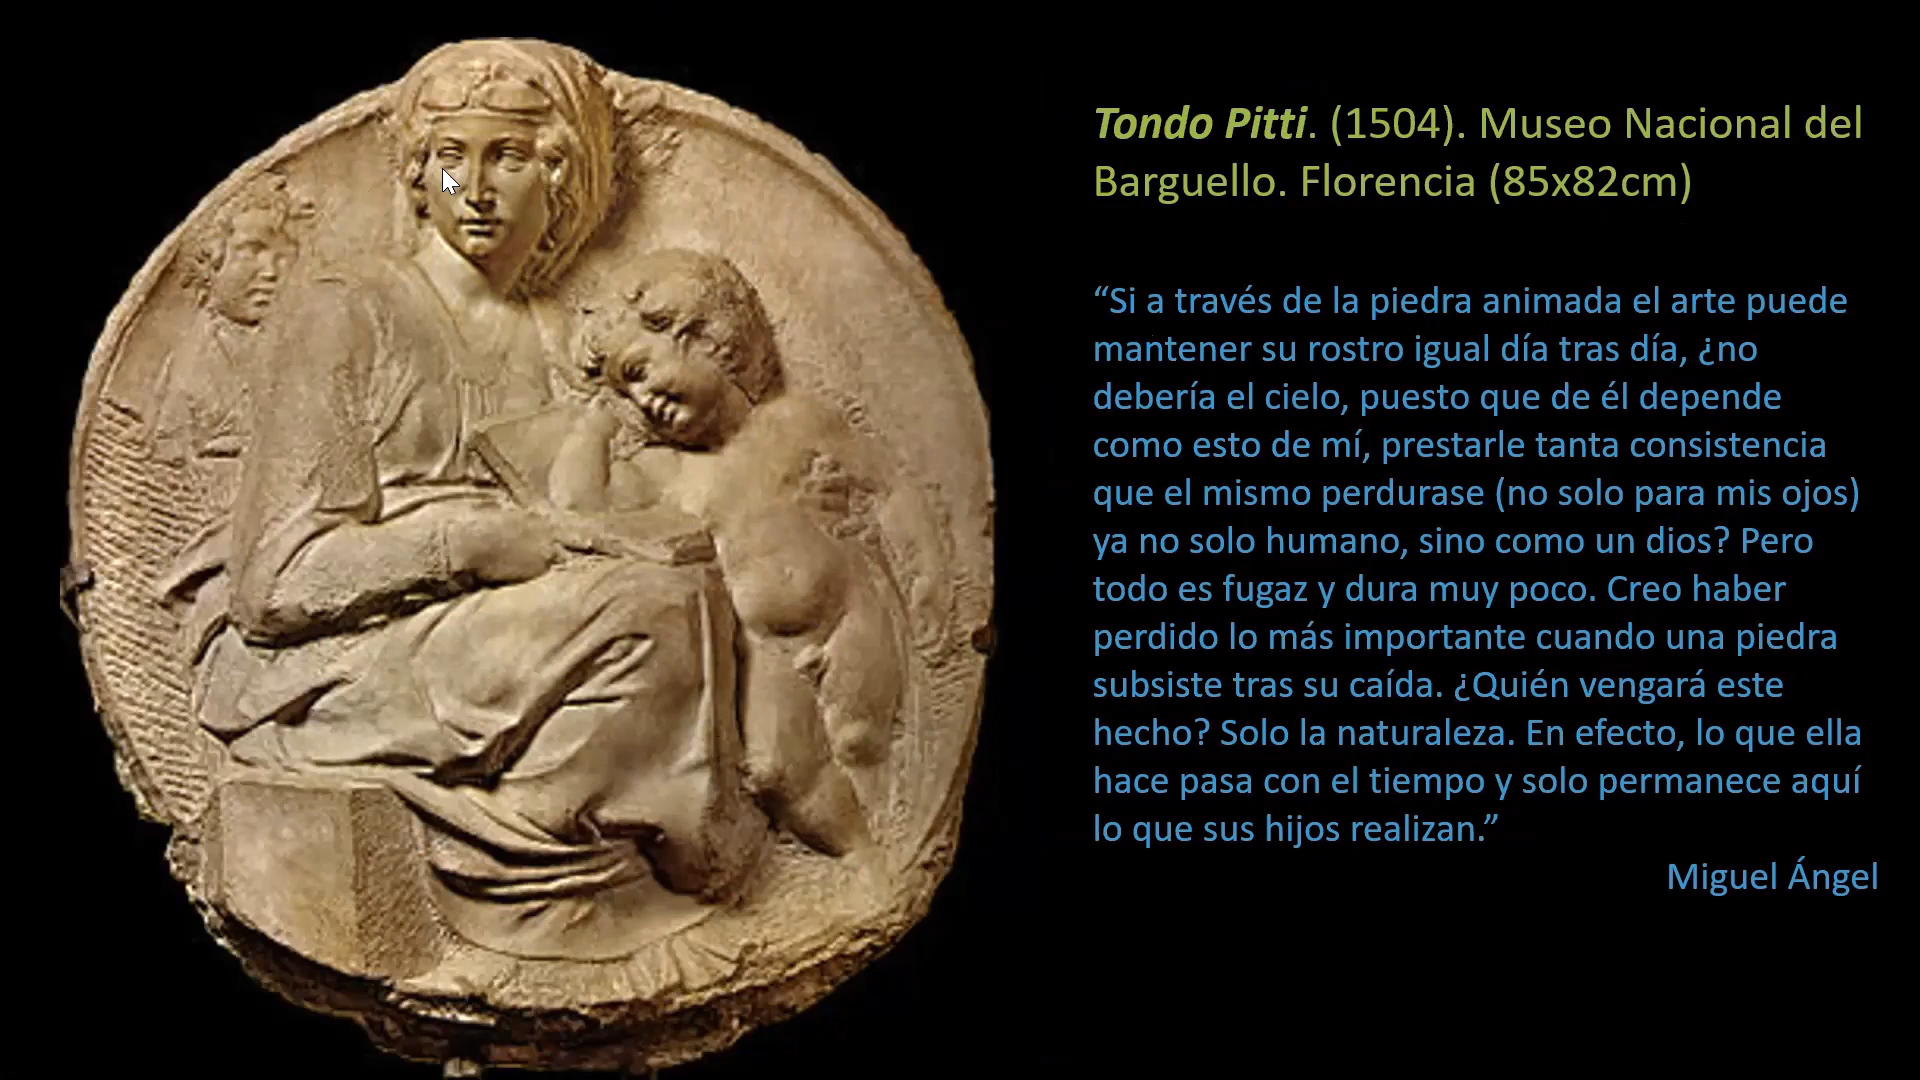 Tondo Pitti. (1504). Museo Nacional del
Barguello. Florencia (85x82cm)
“Si a través de la piedra animada el arte puede
mantener su rostro igual día tras día, ¿no
debería el cielo, puesto que de él depende
como esto de mí, prestarle tanta consistencia
que el mismo perdurase (no solo para mis ojos)
ya no solo humano, sino como un dios? Pero
todo es fugaz y dura muy poco. Creo haber
perdido lo más importante cuando una piedra
subsiste tras su caída. ¿Quién vengará este
hecho? Solo la naturaleza. En efecto, lo que ella
hace pasa con el tiempo y solo permanece aquí
lo que sus hijos realizan.”
Miguel Ángel